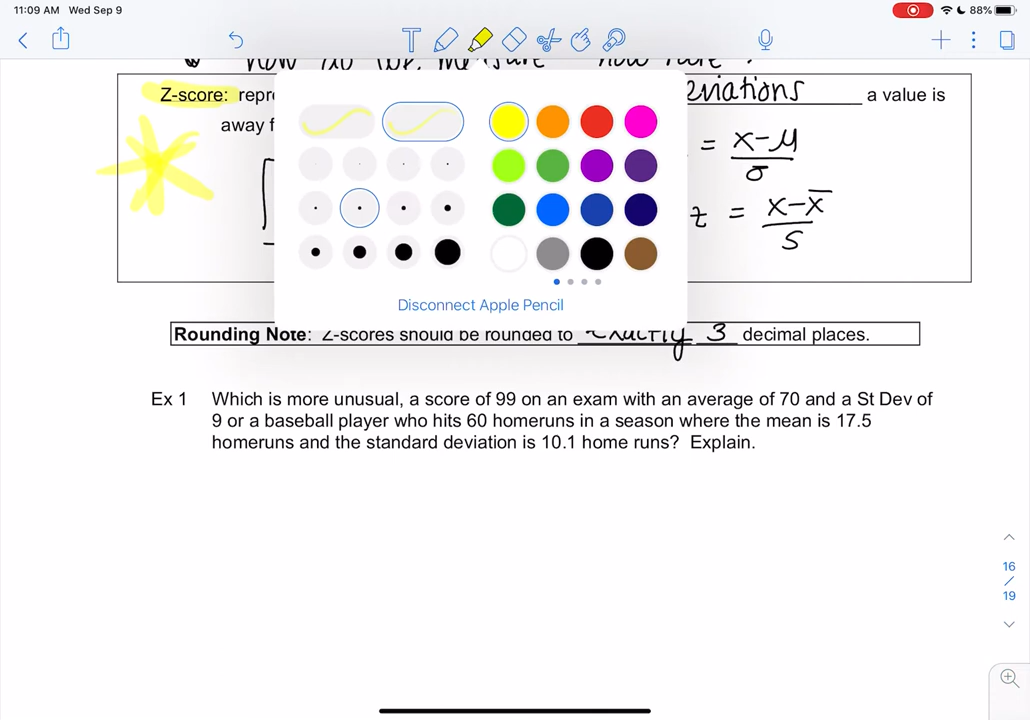 11:09 AM Wed Sep 9
88%
T
Z-score: repre
eviations a value is
away f
= x-μ
σ
z = x-x̄
s
Disconnect Apple Pencil
Rounding Note: Z-scores should be rounded to exactly 3 decimal places.
Ex 1 Which is more unusual, a score of 99 on an exam with an average of 70 and a St Dev of
9 or a baseball player who hits 60 homeruns in a season where the mean is 17.5
homeruns and the standard deviation is 10.1 home runs? Explain.
16
/
19